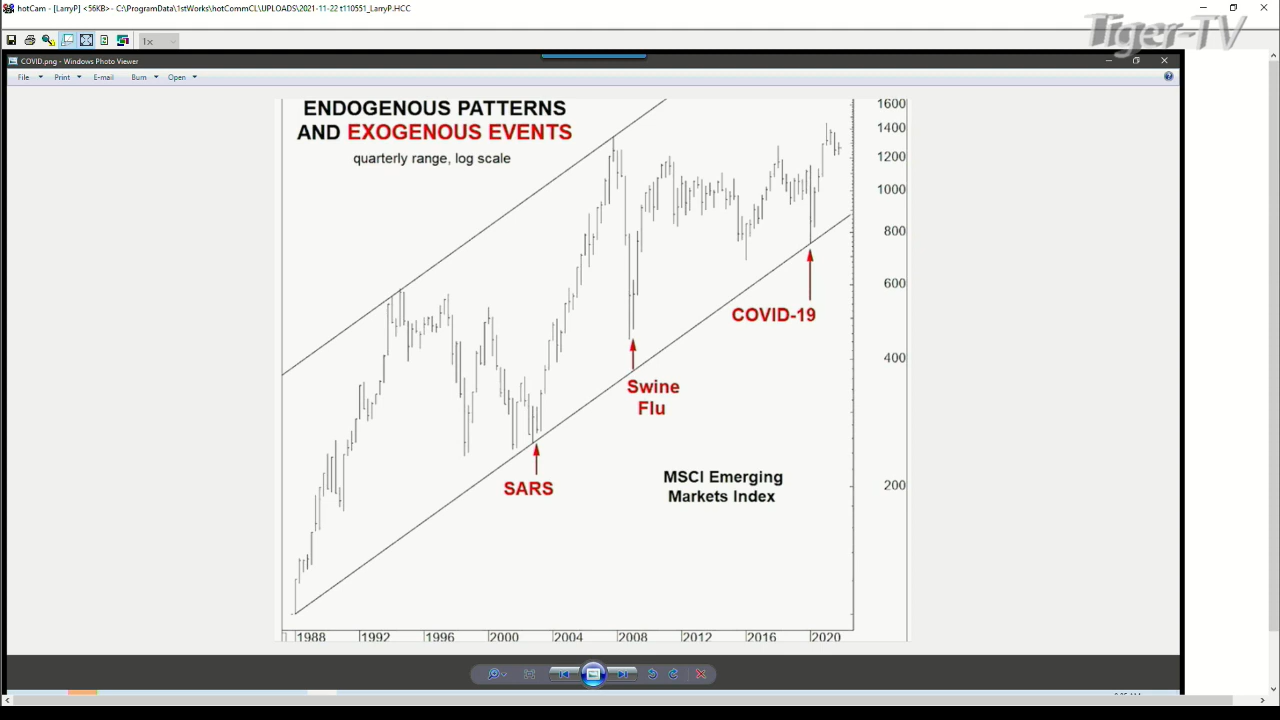 hotCam - [LarryP] <56KB>- C:\ProgramData\1stWorks\hotCommCL\UPLOADS\2021-11-22 t110551_LarryP.HCC
Tiger-TV
1x
COVID.png - Windows Photo Viewer
File Print E-mail Burn Open
ENDOGENOUS PATTERNS
AND EXOGENOUS EVENTS
quarterly range, log scale
1600
1400
1200
1000
800
600
400
200
COVID-19
Swine
Flu
SARS
MSCI Emerging
Markets Index
1988 1992 1996 2000 2004 2008 2012 2016 2020